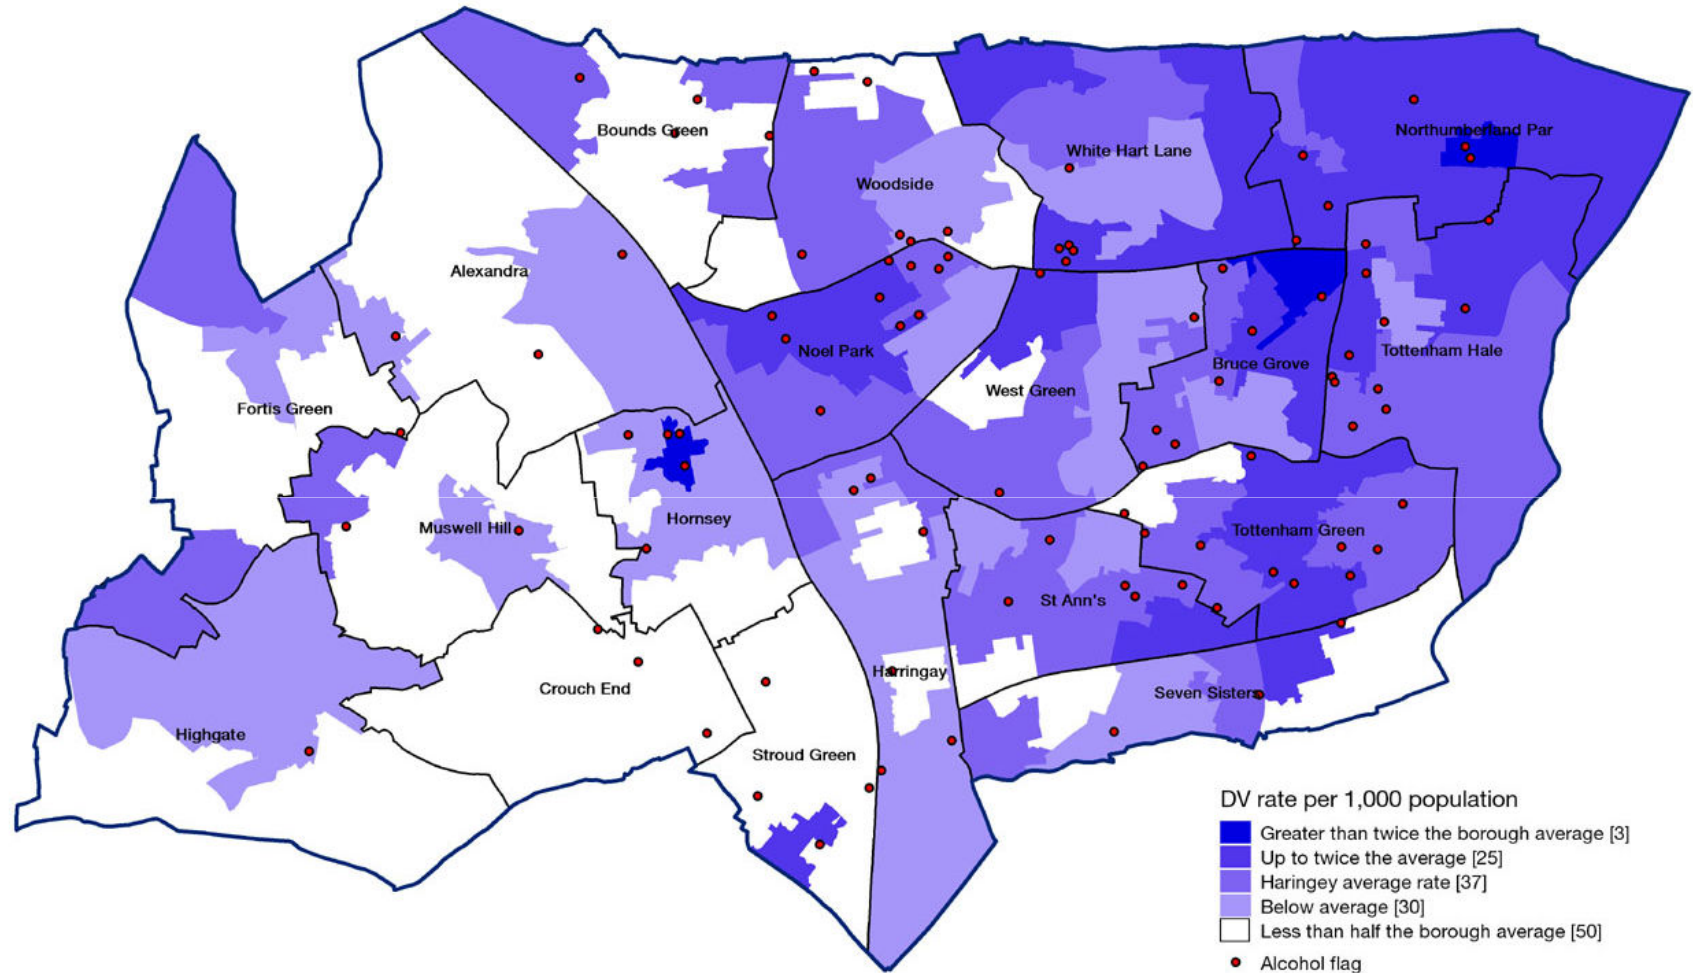 Bounds Green
Northumberland Par
White Hart Lane
Woodside
Alexandra
Noel Park
Tottenham Hale
Bruce Grove
West Green
Fortis Green
Hornsey
Muswell Hill
Tottenham Green
St Ann's
Harringay
Crouch End
Seven Sisters
Highgate
Stroud Green
DV rate per 1,000 population
Greater than twice the borough average [3]
Up to twice the average [25]
Haringey average rate [37]
Below average [30]
Less than half the borough average [50]
Alcohol flag